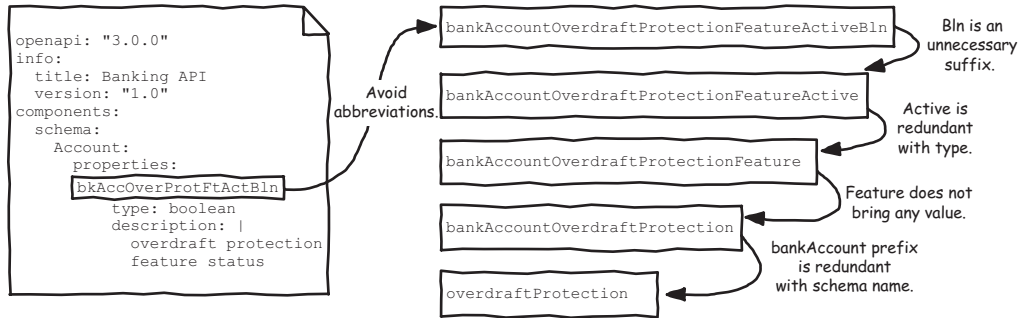 openapi: "3.0.0"
info:
title: Banking API
version: "1.0"
components:
schema:
Account:
properties:
bkAccOverProtFtActBln
type: boolean
description: |
overdraft protection
feature status
Avoid
abbreviations.
bankAccountOverdraftProtectionFeatureActiveBln
Bln is an
unnecessary
suffix.
bankAccountOverdraftProtectionFeatureActive
Active is
redundant
with type.
bankAccountOverdraftProtectionFeature
Feature does not
bring any value.
bankAccountOverdraftProtection
bankAccount prefix
is redundant
with schema name.
overdraftProtection